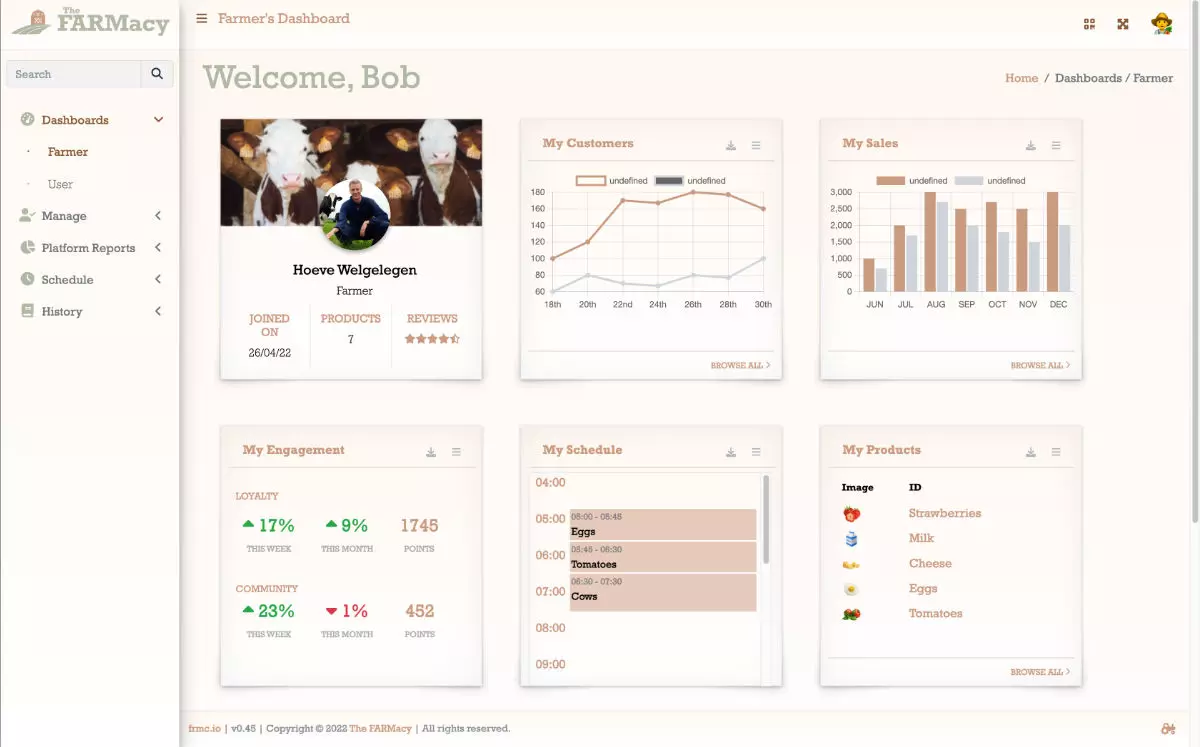 The
FARMacy
Farmer's Dashboard
Search
Welcome, Bob
Home / Dashboards / Farmer
Dashboards
Farmer
User
Manage
Platform Reports
Schedule
History
Hoeve Welgelegen
Farmer
JOINED ON
26/04/22
PRODUCTS
7
REVIEWS
My Customers
undefined undefined
180
160
140
120
100
80
60
18th 20th 22nd 24th 26th 28th 30th
BROWSE ALL
My Sales
undefined undefined
3,000
2,500
2,000
1,500
1,000
500
0
JUN JUL AUG SEP OCT NOV DEC
BROWSE ALL
My Engagement
LOYALTY
17% 9% 1745
THIS WEEK THIS MONTH POINTS
COMMUNITY
23% 1% 452
THIS WEEK THIS MONTH POINTS
My Schedule
04:00
05:00
05:00 - 05:45
Eggs
06:00
05:45 - 06:30
Tomatoes
07:00
06:30 - 07:30
Cows
08:00
09:00
My Products
Image ID
Strawberries
Milk
Cheese
Eggs
Tomatoes
BROWSE ALL
frmc.io | v0.45 | Copyright © 2022 The FARMacy | All rights reserved.